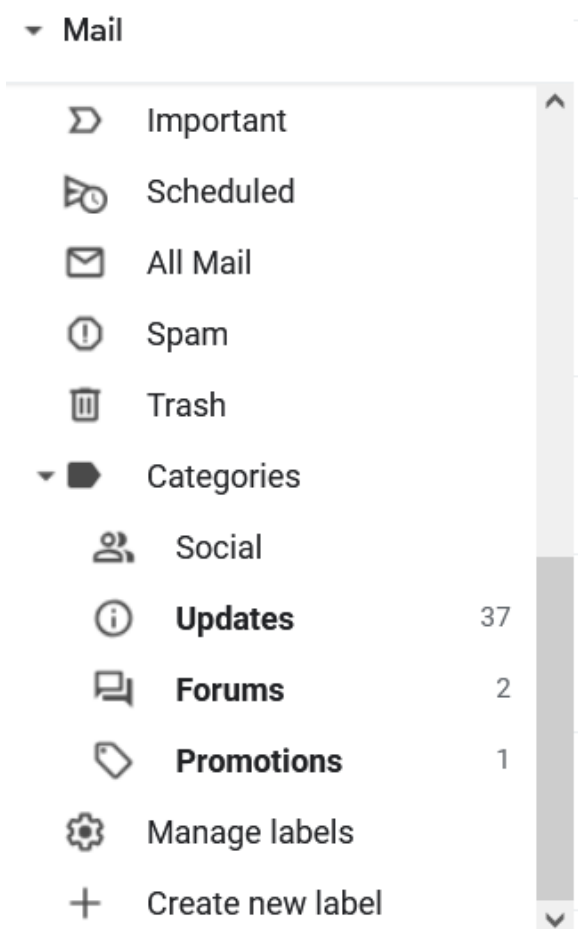 Mail
Important
Scheduled
All Mail
Spam
Trash
Categories
Social
Updates 37
Forums 2
Promotions 1
Manage labels
Create new label